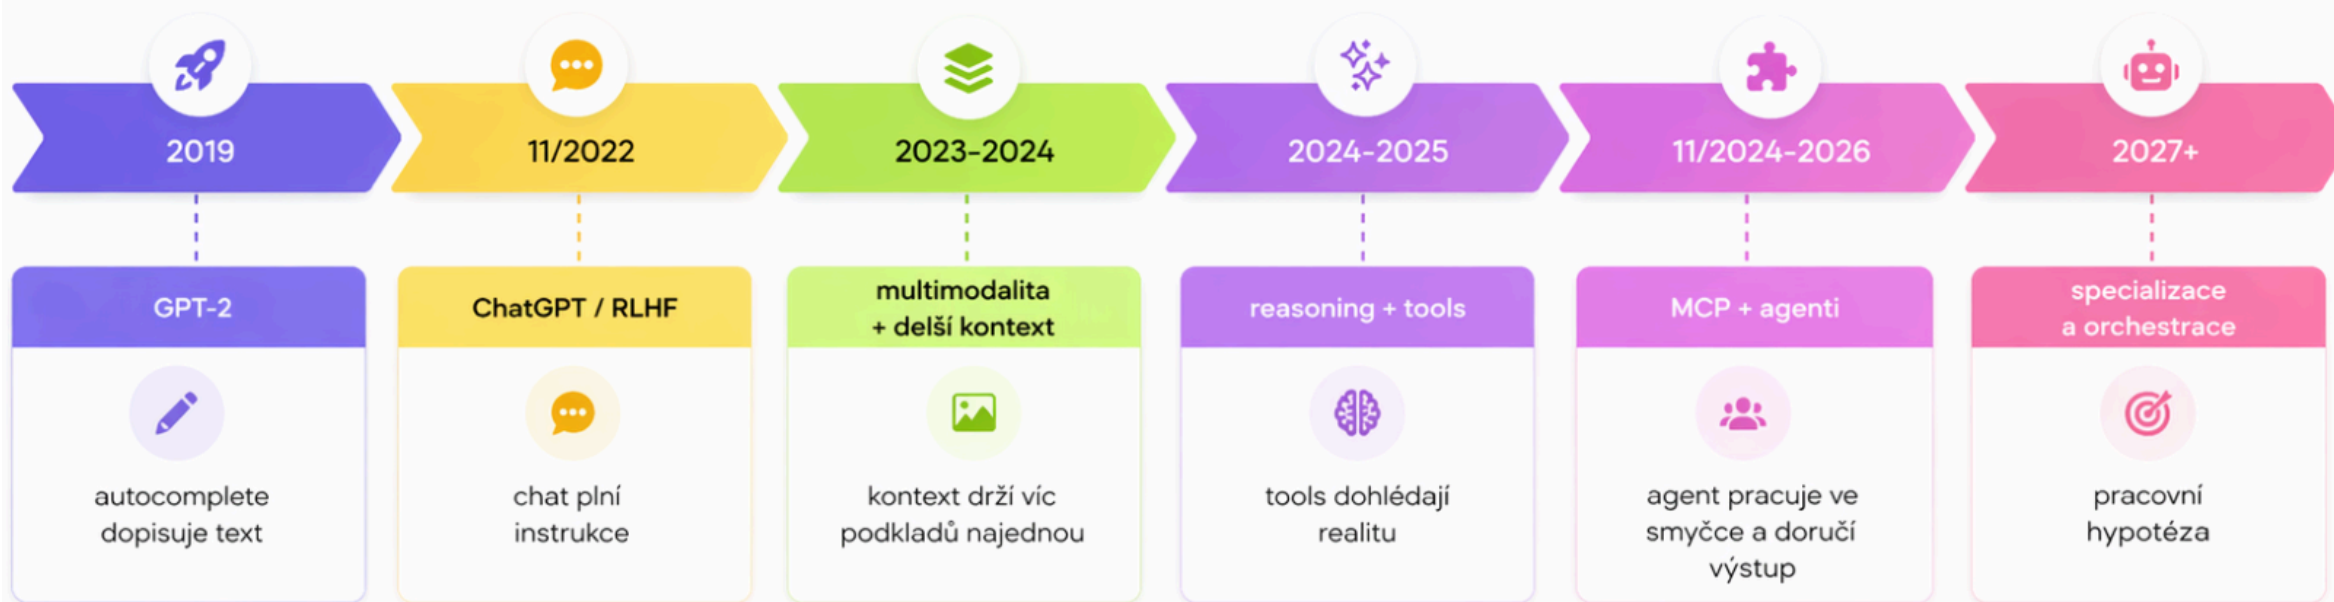 2019
11/2022
2023-2024
2024-2025
11/2024-2026
2027+
GPT-2
autocomplete
dopisuje text
ChatGPT / RLHF
chat plní
instrukce
multimodalita
+ delší kontext
kontext drží víc
podkladů najednou
reasoning + tools
tools dohlédají
realitu
MCP + agenti
agent pracuje ve
smyčce a doručí
výstup
specializace
a orchestrace
pracovní
hypotéza